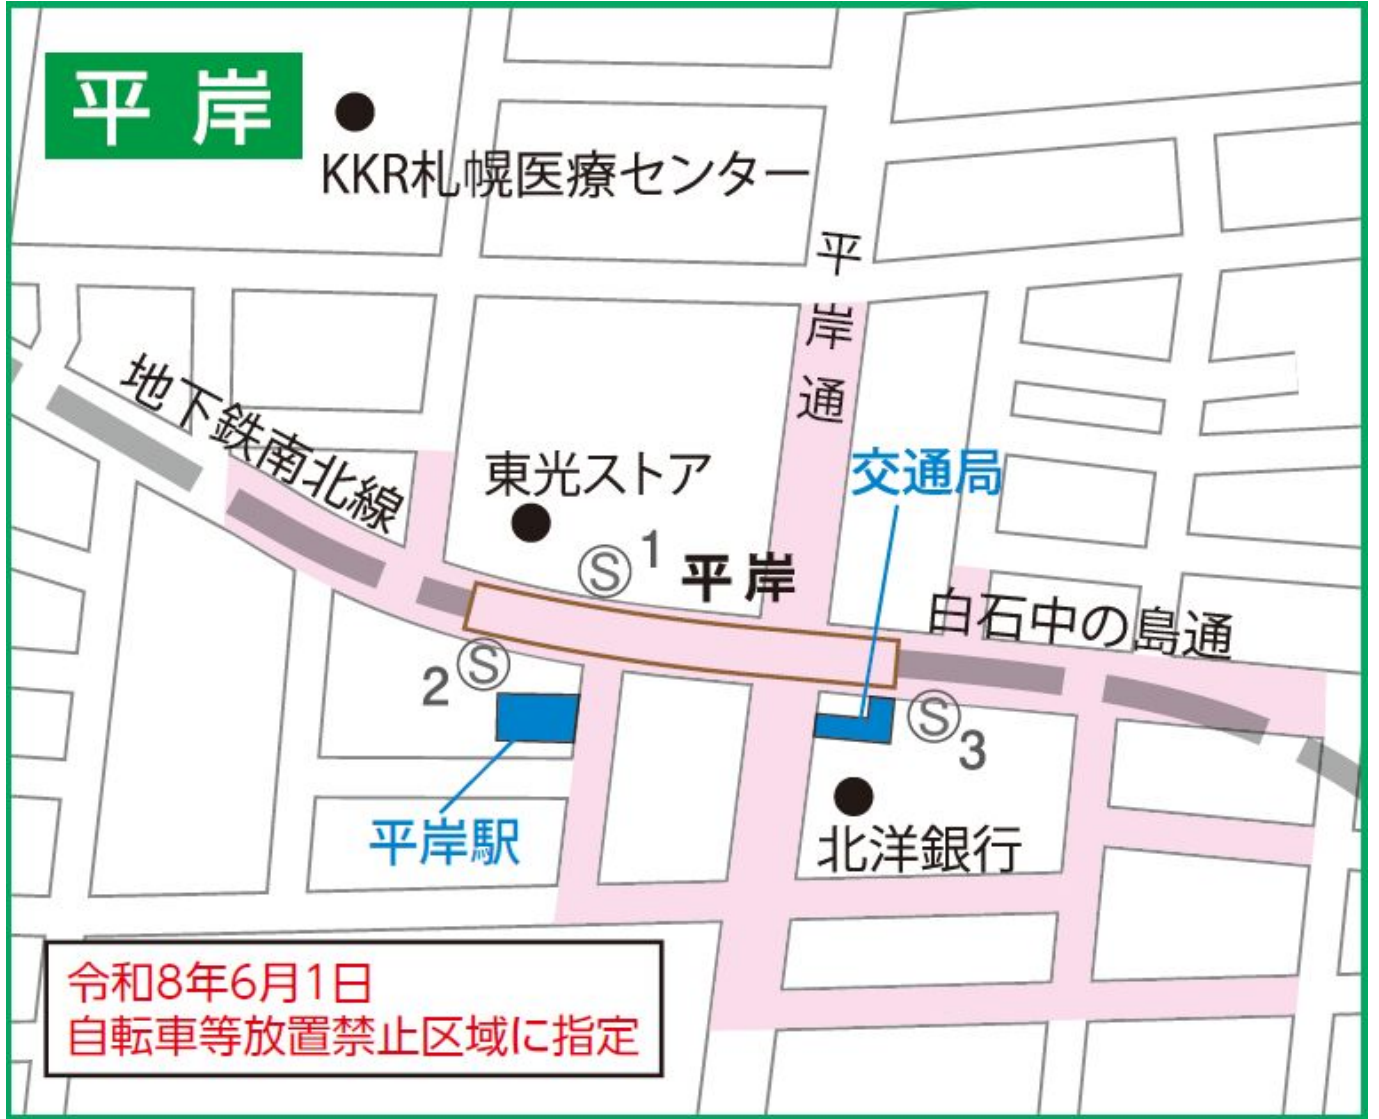 平岸
KKR札幌医療センター
平岸通
地下鉄南北線
東光ストア
交通局
Ⓢ1
平岸
白石中の島通
2Ⓢ
Ⓢ3
平岸駅
北洋銀行
令和8年6月1日
自転車等放置禁止区域に指定